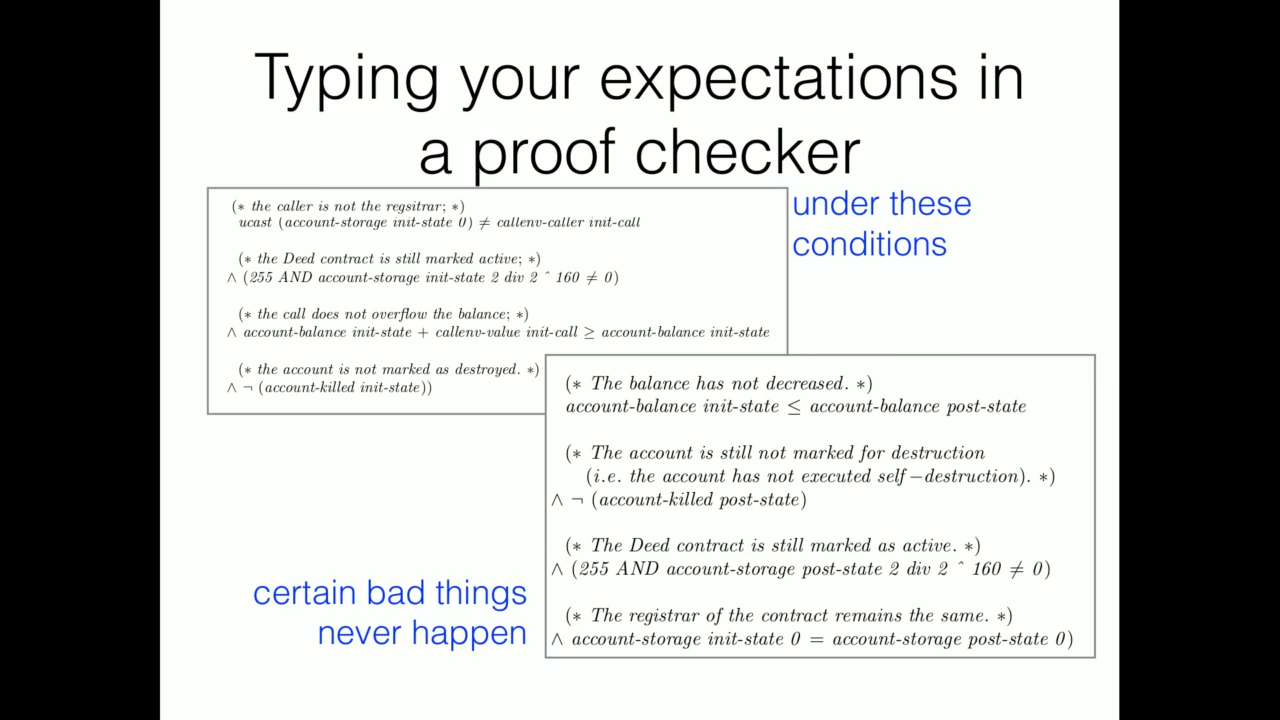 Typing your expectations in
a proof checker
(* the caller is not the regsitrar; *)
ucast (account-storage init-state 0) ≠ callenv-caller init-call
(* the Deed contract is still marked active; *)
∧ (255 AND account-storage init-state 2 div 2 ^ 160 ≠ 0)
(* the call does not overflow the balance; *)
∧ account-balance init-state + callenv-value init-call ≥ account-balance init-state
(* the account is not marked as destroyed. *)
∧ ¬ (account-killed init-state))
under these
conditions
(* The balance has not decreased. *)
account-balance init-state ≤ account-balance post-state
(* The account is still not marked for destruction
(i.e. the account has not executed self−destruction). *)
∧ ¬ (account-killed post-state)
(* The Deed contract is still marked as active. *)
∧ (255 AND account-storage post-state 2 div 2 ^ 160 ≠ 0)
(* The registrar of the contract remains the same. *)
∧ account-storage init-state 0 = account-storage post-state 0)
certain bad things
never happen